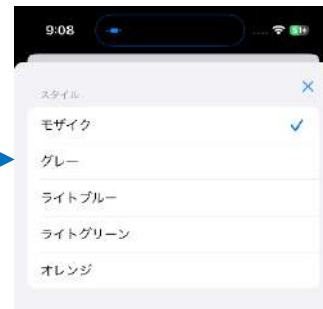 9:08
スタイル
モザイク
グレー
ライトブルー
ライトグリーン
オレンジ